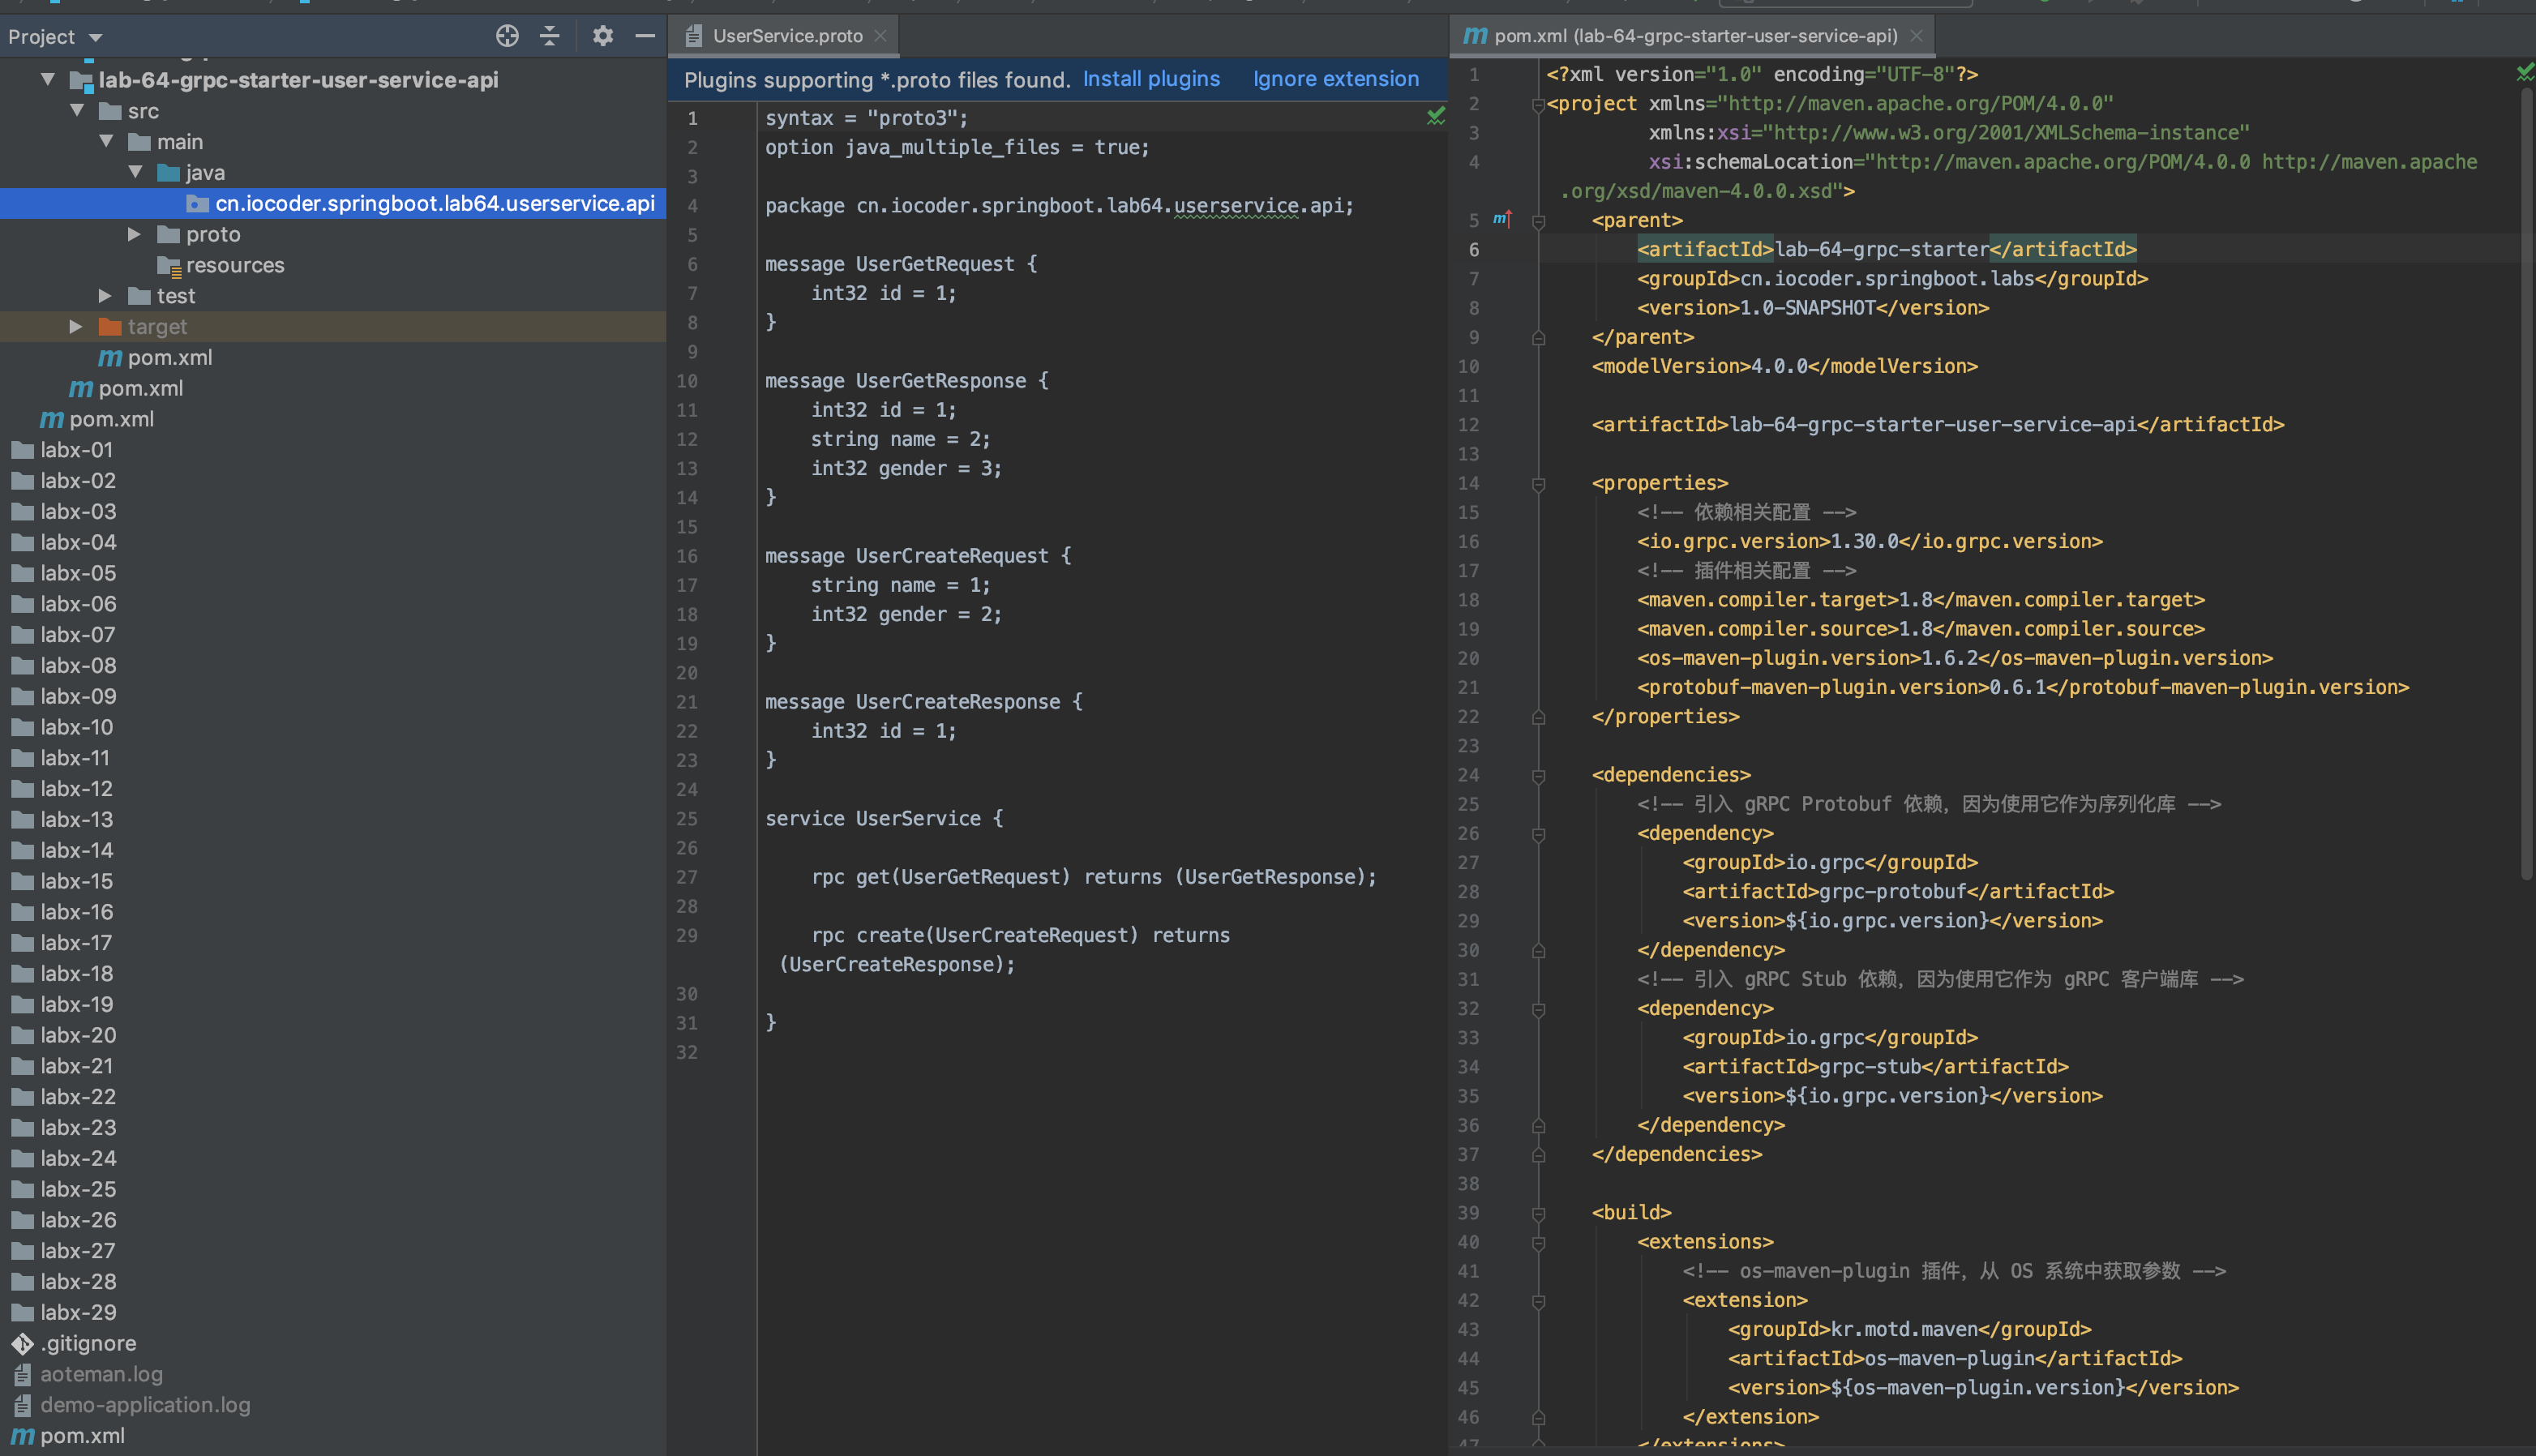 Project
lab-64-grpc-starter-user-service-api
src
main
java
cn.iocoder.springboot.lab64.userservice.api
proto
resources
test
target
pom.xml
pom.xml
pom.xml
labx-01
labx-02
labx-03
labx-04
labx-05
labx-06
labx-07
labx-08
labx-09
labx-10
labx-11
labx-12
labx-13
labx-14
labx-15
labx-16
labx-17
labx-18
labx-19
labx-20
labx-21
labx-22
labx-23
labx-24
labx-25
labx-26
labx-27
labx-28
labx-29
.gitignore
aoteman.log
demo-application.log
pom.xml
UserService.proto
Plugins supporting *.proto files found. Install plugins Ignore extension
1 syntax = "proto3";
2 option java_multiple_files = true;
3
4 package cn.iocoder.springboot.lab64.userservice.api;
5
6 message UserGetRequest {
7 int32 id = 1;
8 }
9
10 message UserGetResponse {
11 int32 id = 1;
12 string name = 2;
13 int32 gender = 3;
14 }
15
16 message UserCreateRequest {
17 string name = 1;
18 int32 gender = 2;
19 }
20
21 message UserCreateResponse {
22 int32 id = 1;
23 }
24
25 service UserService {
26
27 rpc get(UserGetRequest) returns (UserGetResponse);
28
29 rpc create(UserCreateRequest) returns
(UserCreateResponse);
30
31 }
32
pom.xml (lab-64-grpc-starter-user-service-api)
1 <?xml version="1.0" encoding="UTF-8"?>
2 <project xmlns="http://maven.apache.org/POM/4.0.0"
3 xmlns:xsi="http://www.w3.org/2001/XMLSchema-instance"
4 xsi:schemaLocation="http://maven.apache.org/POM/4.0.0 http://maven.apache
.org/xsd/maven-4.0.0.xsd">
5 <parent>
6 <artifactId>lab-64-grpc-starter</artifactId>
7 <groupId>cn.iocoder.springboot.labs</groupId>
8 <version>1.0-SNAPSHOT</version>
9 </parent>
10 <modelVersion>4.0.0</modelVersion>
11
12 <artifactId>lab-64-grpc-starter-user-service-api</artifactId>
13
14 <properties>
15 <!-- 依赖相关配置 -->
16 <io.grpc.version>1.30.0</io.grpc.version>
17 <!-- 插件相关配置 -->
18 <maven.compiler.target>1.8</maven.compiler.target>
19 <maven.compiler.source>1.8</maven.compiler.source>
20 <os-maven-plugin.version>1.6.2</os-maven-plugin.version>
21 <protobuf-maven-plugin.version>0.6.1</protobuf-maven-plugin.version>
22 </properties>
23
24 <dependencies>
25 <!-- 引入 gRPC Protobuf 依赖，因为使用它作为序列化库 -->
26 <dependency>
27 <groupId>io.grpc</groupId>
28 <artifactId>grpc-protobuf</artifactId>
29 <version>${io.grpc.version}</version>
30 </dependency>
31 <!-- 引入 gRPC Stub 依赖，因为使用它作为 gRPC 客户端库 -->
32 <dependency>
33 <groupId>io.grpc</groupId>
34 <artifactId>grpc-stub</artifactId>
35 <version>${io.grpc.version}</version>
36 </dependency>
37 </dependencies>
38
39 <build>
40 <extensions>
41 <!-- os-maven-plugin 插件，从 OS 系统中获取参数 -->
42 <extension>
43 <groupId>kr.motd.maven</groupId>
44 <artifactId>os-maven-plugin</artifactId>
45 <version>${os-maven-plugin.version}</version>
46 </extension>
47 </extensions>